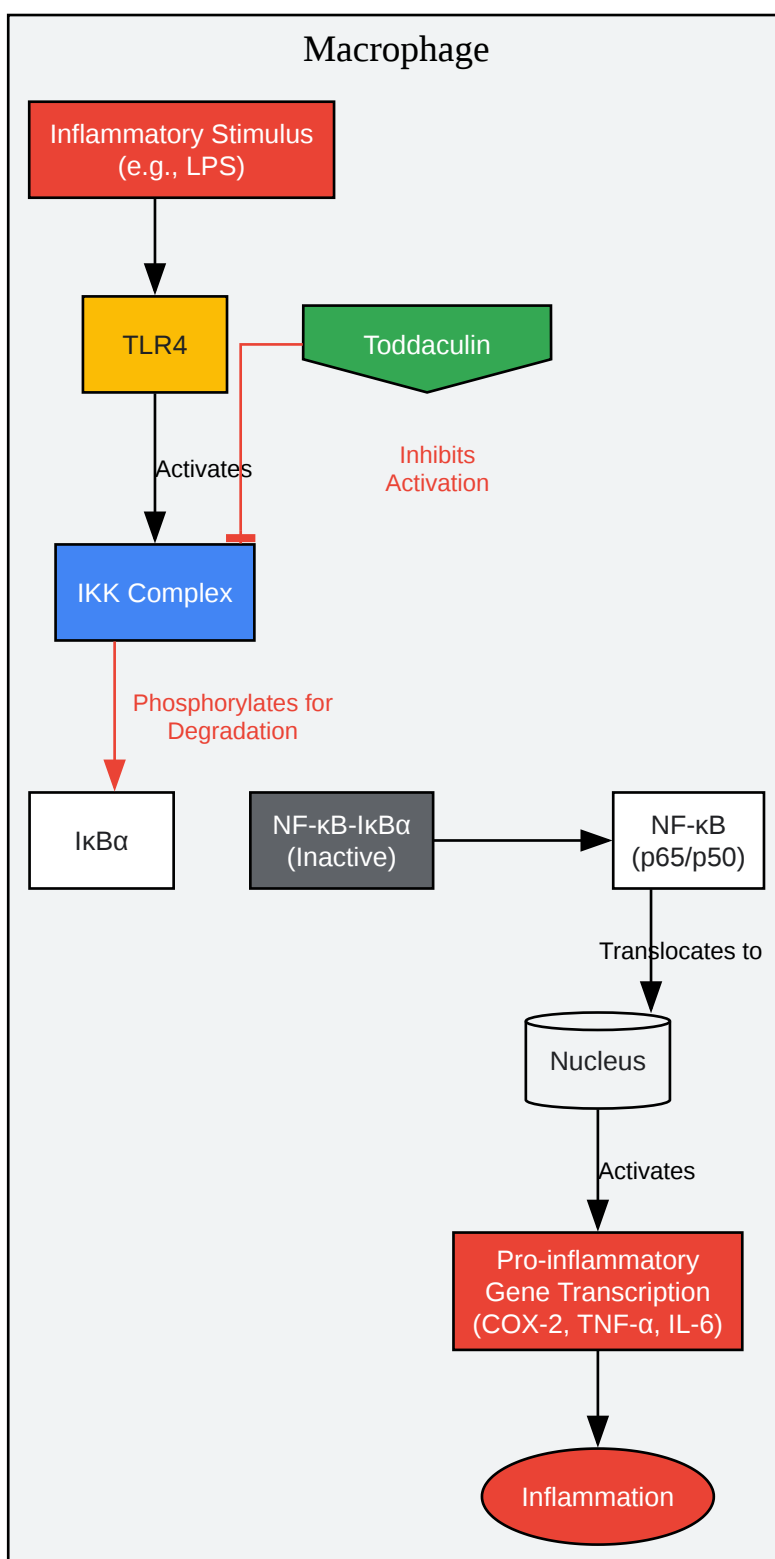 Macrophage
Inflammatory Stimulus
(e.g., LPS)
TLR4
Toddaculin
Activates
Inhibits
Activation
IKK Complex
Phosphorylates for
Degradation
IκBα
NF-κB-IκBα
(Inactive)
NF-κB
(p65/p50)
Translocates to
Nucleus
Activates
Pro-inflammatory
Gene Transcription
(COX-2, TNF-α, IL-6)
Inflammation